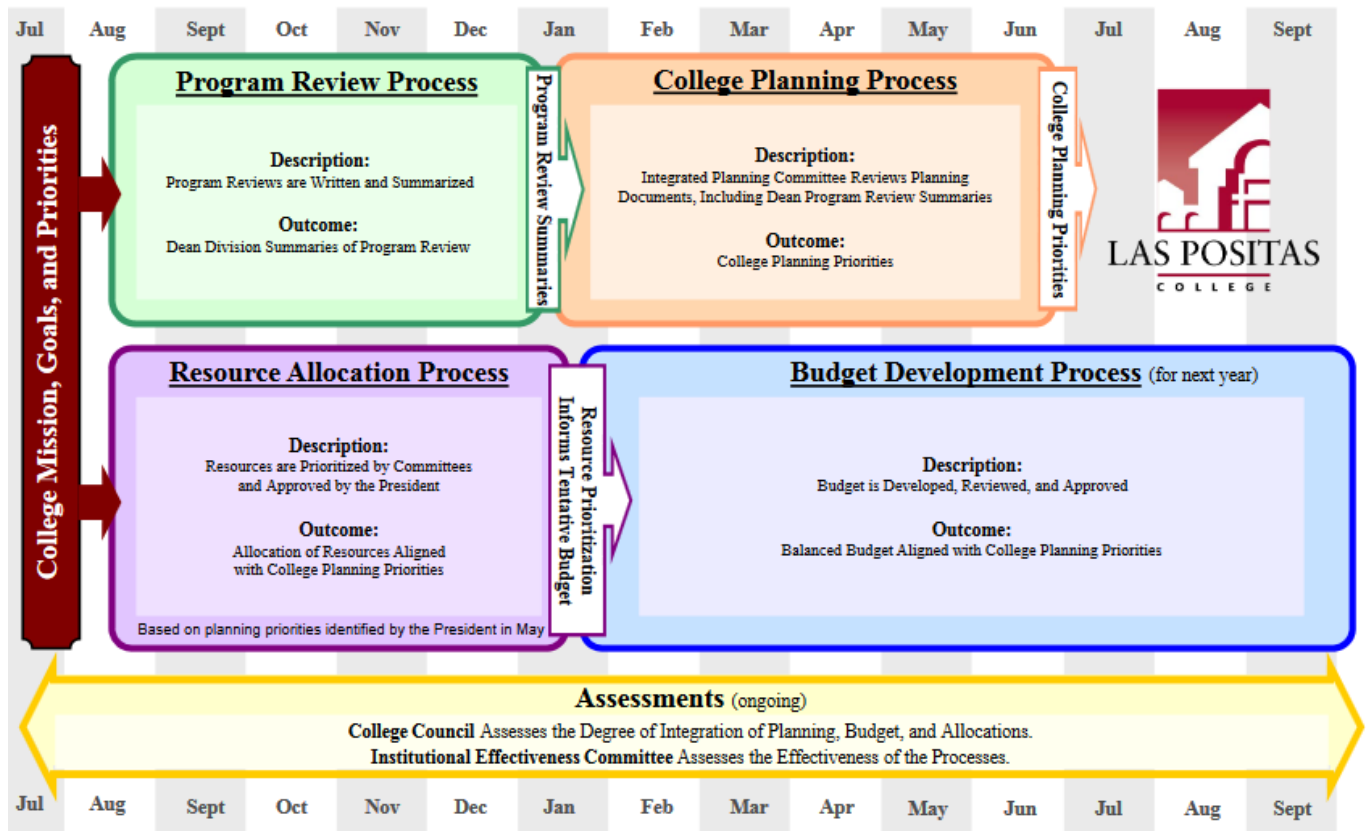 Jul Aug Sept Oct Nov Dec Jan Feb Mar Apr May Jun Jul Aug Sept
College Mission, Goals, and Priorities
Program Review Process
Description:
Program Reviews are Written and Summarized
Outcome:
Dean Division Summaries of Program Review
Program Review Summaries
College Planning Process
Description:
Integrated Planning Committee Reviews Planning
Documents, Including Dean Program Review Summaries
Outcome:
College Planning Priorities
College Planning Priorities
LAS POSITAS
COLLEGE
Resource Allocation Process
Description:
Resources are Prioritized by Committees
and Approved by the President
Outcome:
Allocation of Resources Aligned
with College Planning Priorities
Based on planning priorities identified by the President in May
Resource Prioritization
Informs Tentative Budget
Budget Development Process (for next year)
Description:
Budget is Developed, Reviewed, and Approved
Outcome:
Balanced Budget Aligned with College Planning Priorities
Assessments (ongoing)
College Council Assesses the Degree of Integration of Planning, Budget, and Allocations.
Institutional Effectiveness Committee Assesses the Effectiveness of the Processes.
Jul Aug Sept Oct Nov Dec Jan Feb Mar Apr May Jun Jul Aug Sept